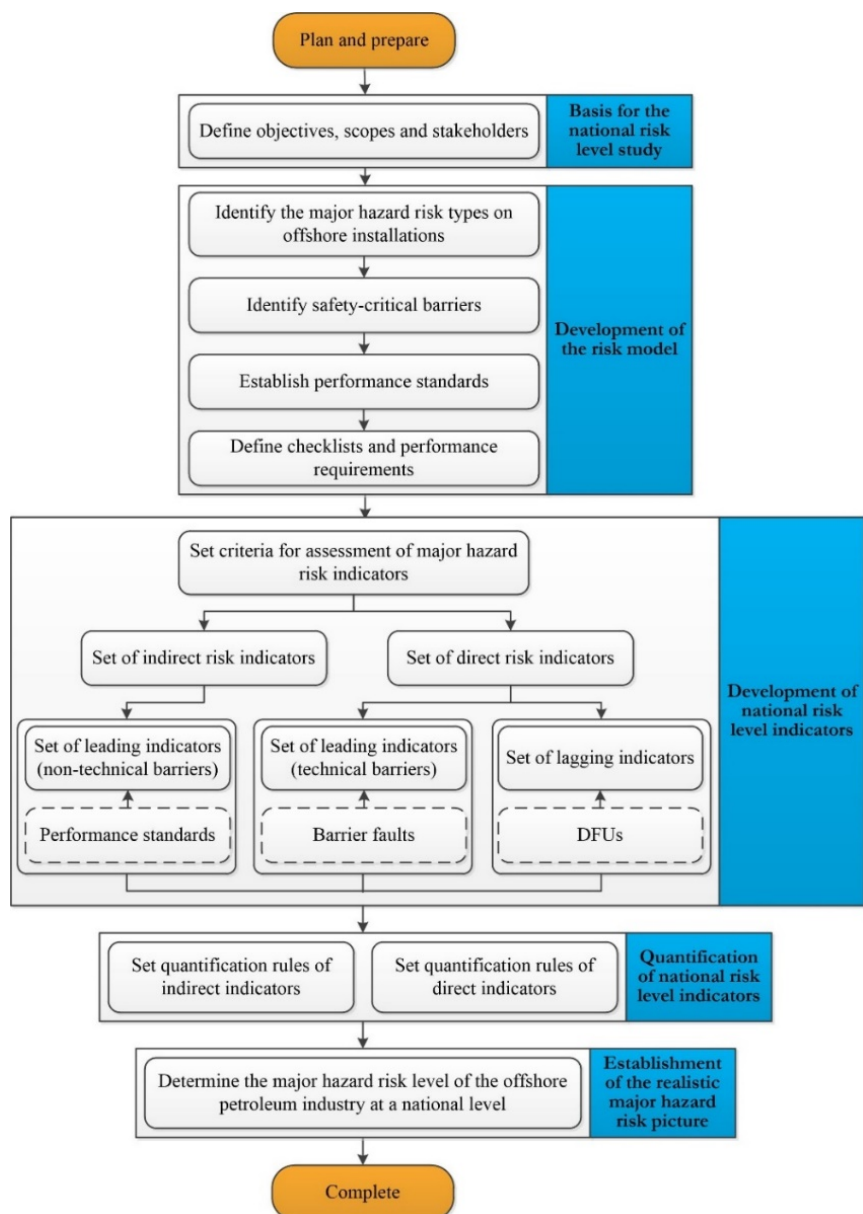 Plan and prepare
Define objectives, scopes and stakeholders
Basis for the
national risk
level study
Identify the major hazard risk types on
offshore installations
Identify safety-critical barriers
Establish performance standards
Define checklists and performance
requirements
Development of
the risk model
Set criteria for assessment of major hazard
risk indicators
Set of indirect risk indicators
Set of direct risk indicators
Set of leading indicators
(non-technical barriers)
Performance standards
Set of leading indicators
(technical barriers)
Barrier faults
Set of lagging indicators
DFUs
Development of
national risk
level indicators
Set quantification rules of
indirect indicators
Set quantification rules of
direct indicators
Quantification
of national risk
level indicators
Determine the major hazard risk level of the offshore
petroleum industry at a national level
Establishment
of the realistic
major hazard
risk picture
Complete